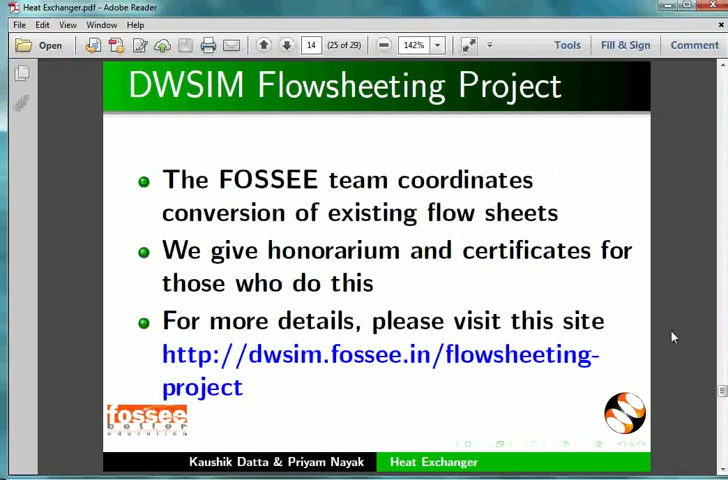 Heat Exchanger.pdf - Adobe Reader
File Edit View Window Help
Open 14 (25 of 29) 142% Tools Fill & Sign Comment
DWSIM Flowsheeting Project
The FOSSEE team coordinates
conversion of existing flow sheets
We give honorarium and certificates for
those who do this
For more details, please visit this site
http://dwsim.fossee.in/flowsheeting-
project
fossee
better
education
Kaushik Datta & Priyam Nayak Heat Exchanger